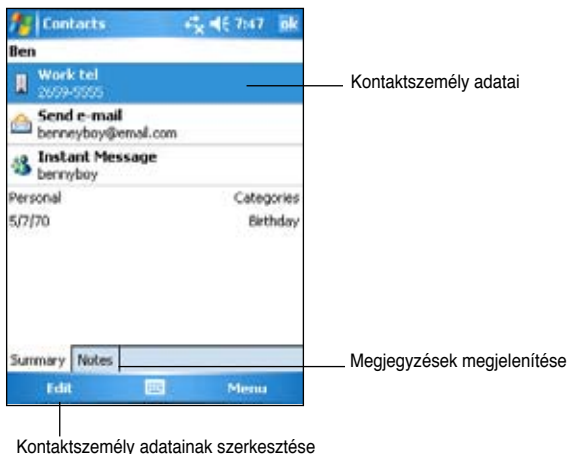 Contacts 7:47 ok
Ben
Work tel
2659-5555
Kontaktszemély adatai
Send e-mail
benneyboy@email.com
Instant Message
bennyboy
Personal Categories
5/7/70 Birthday
Summary Notes
Megjegyzések megjelenítése
Edit Menu
Kontaktszemély adatainak szerkesztése